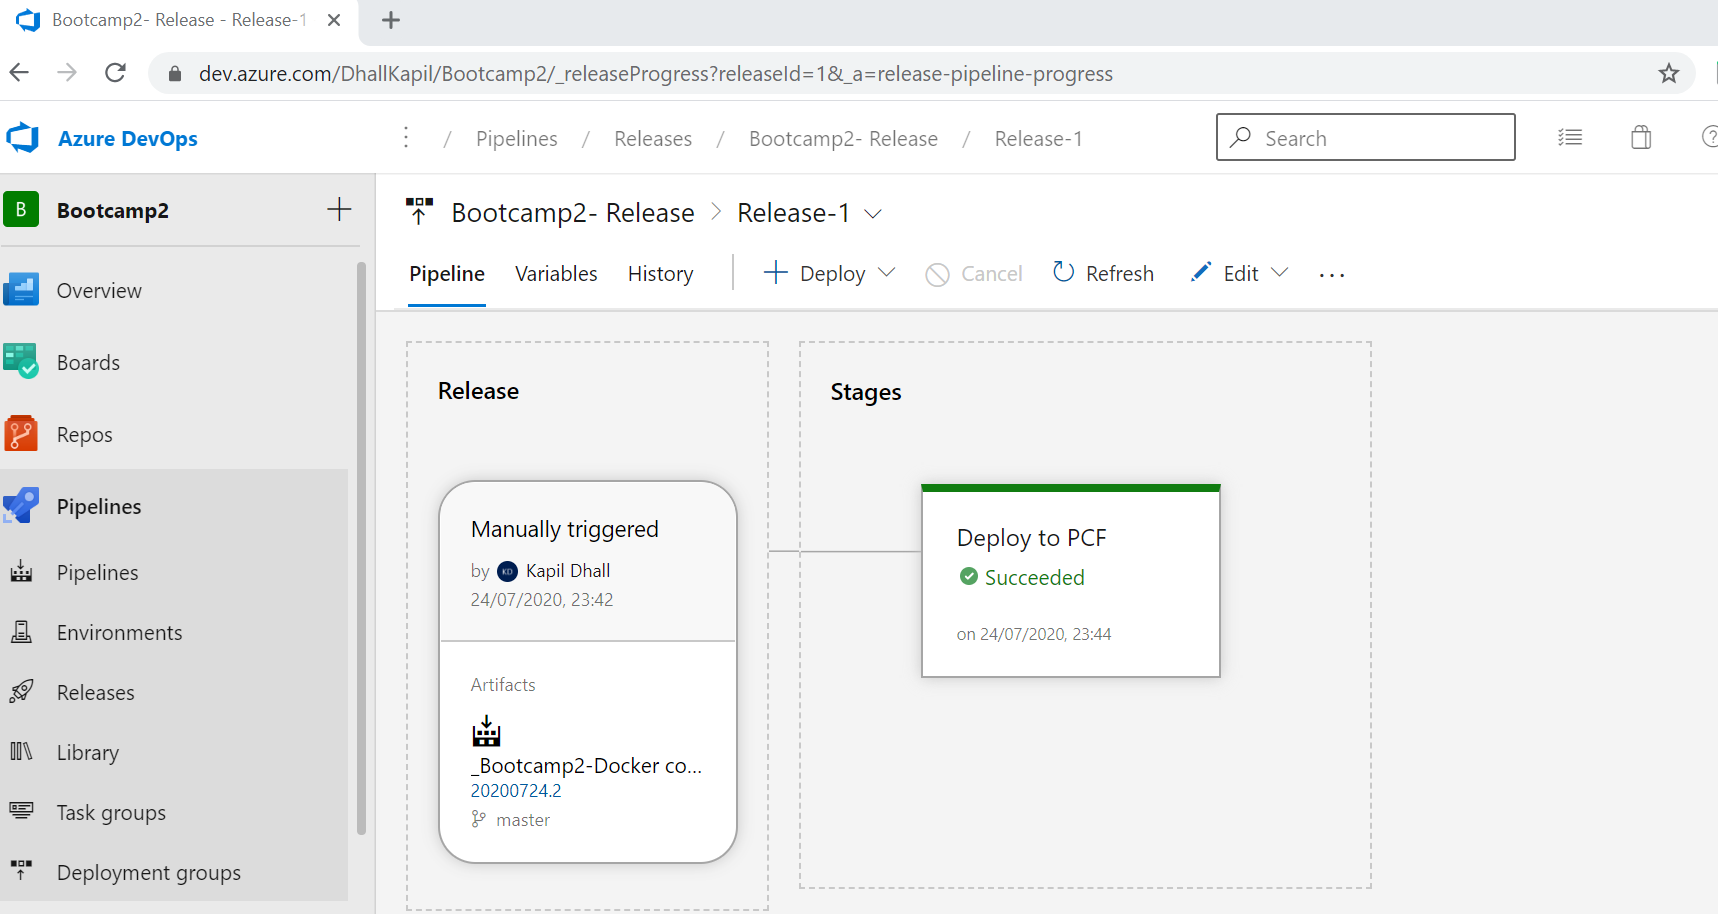 Bootcamp2- Release - Release-1
dev.azure.com/DhallKapil/Bootcamp2/_releaseProgress?releaseId=1&_a=release-pipeline-progress
Azure DevOps
/ Pipelines / Releases / Bootcamp2- Release / Release-1
Search
B Bootcamp2
Overview
Boards
Repos
Pipelines
Pipelines
Environments
Releases
Library
Task groups
Deployment groups
Bootcamp2- Release > Release-1
Pipeline Variables History Deploy Cancel Refresh Edit ...
Release
Manually triggered
by KD Kapil Dhall
24/07/2020, 23:42
Artifacts
_Bootcamp2-Docker co...
20200724.2
master
Stages
Deploy to PCF
Succeeded
on 24/07/2020, 23:44